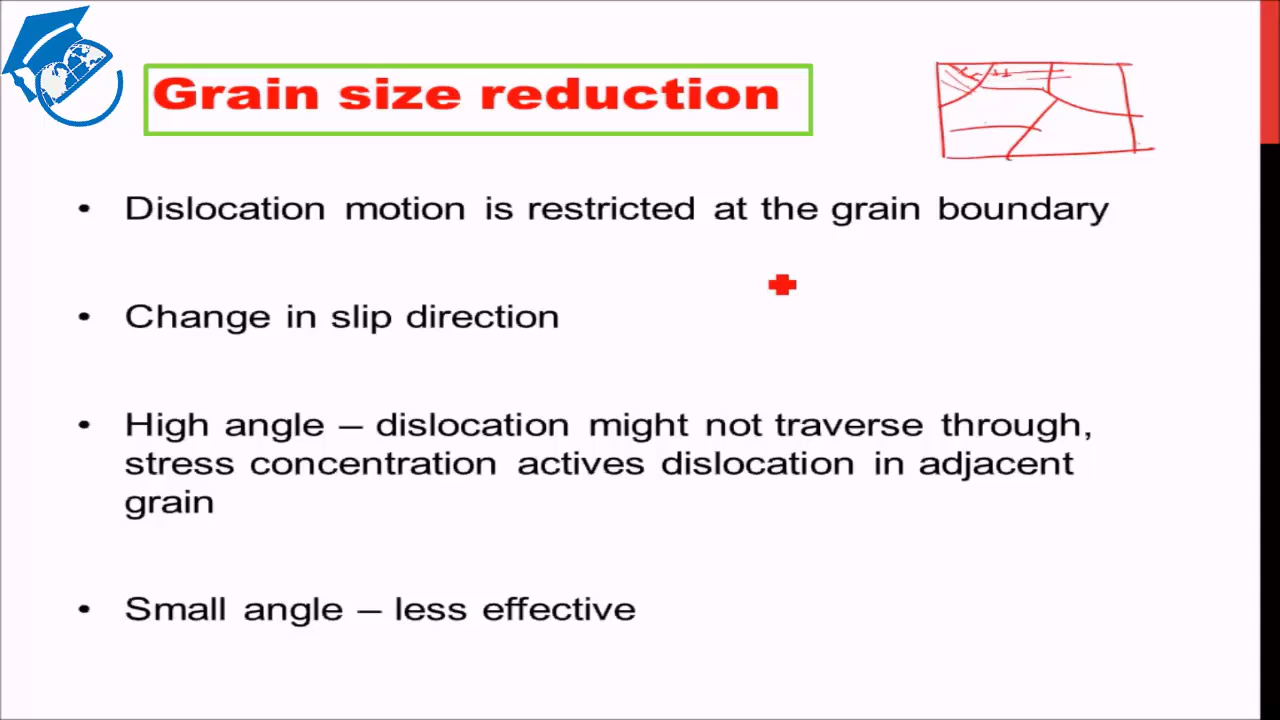 Grain size reduction
• Dislocation motion is restricted at the grain boundary
• Change in slip direction
• High angle – dislocation might not traverse through,
stress concentration actives dislocation in adjacent
grain
• Small angle – less effective